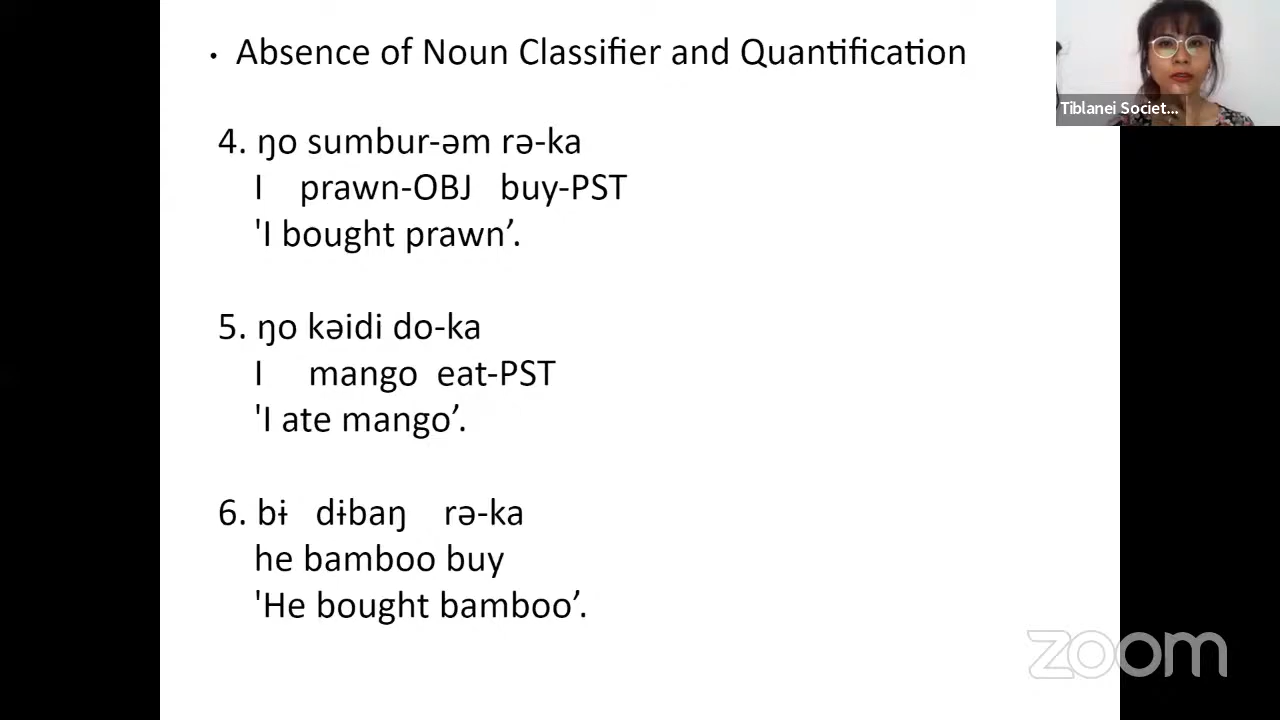 • Absence of Noun Classifier and Quantification
Tiblanei Societ...
4. ŋo sumbur-əm rə-ka
I prawn-OBJ buy-PST
'I bought prawn’.
5. ŋo kəidi do-ka
I mango eat-PST
'I ate mango’.
6. bɨ dɨbaŋ rə-ka
he bamboo buy
'He bought bamboo’.
zoom